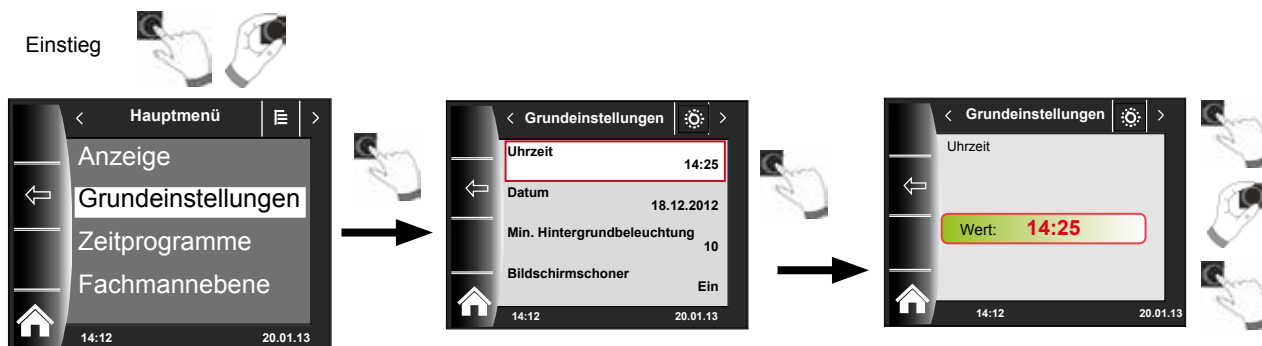 Einstieg
< Hauptmenü >
Anzeige
Grundeinstellungen
Zeitprogramme
Fachmannebene
14:12 20.01.13
< Grundeinstellungen >
Uhrzeit
14:25
Datum
18.12.2012
Min. Hintergrundbeleuchtung
10
Bildschirmschoner
Ein
14:12 20.01.13
< Grundeinstellungen >
Uhrzeit
Wert: 14:25
14:12 20.01.13